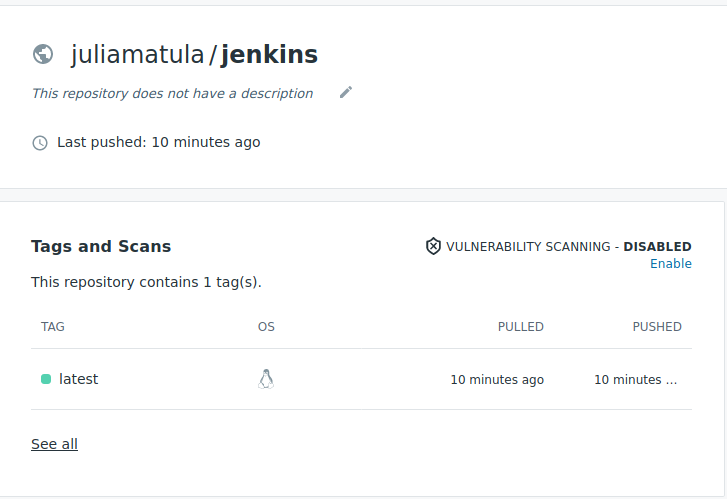 juliamatula / jenkins
This repository does not have a description
Last pushed: 10 minutes ago
Tags and Scans
VULNERABILITY SCANNING - DISABLED
Enable
This repository contains 1 tag(s).
TAG OS PULLED PUSHED
latest 10 minutes ago 10 minutes ...
See all